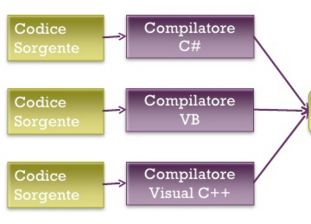 Codice
Sorgente
Compilatore
C#
Codice
Sorgente
Compilatore
VB
Codice
Sorgente
Compilatore
Visual C++